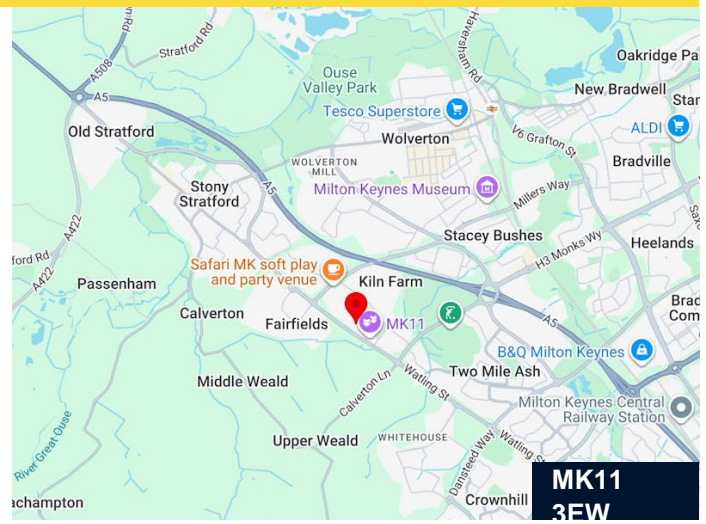 A508
Stratford Rd
Haversham Rd
Oakridge Pa
Ouse
Valley Park
New Bradwell
Tesco Superstore
Star
A5
Old Stratford
Wolverton
V6 Grafton St
ALDI
WOLVERTON
MILL
Bradville
Stony
Stratford
A5
Milton Keynes Museum
Millers Way
A422
Stacey Bushes
H3 Monks Wy
Heelands
ford Rd
A422
Safari MK soft play
and party venue
Kiln Farm
Passenham
Calverton
Fairfields
MK11
A5
Brad
Com
B&Q Milton Keynes
Two Mile Ash
Watling St
Middle Weald
Calverton Ln
Milton Keynes Central
Railway Station
River Great Ouse
Upper Weald
WHITEHOUSE
Watling St
Dansteed Way
achampton
Crownhill
MK11
3EW